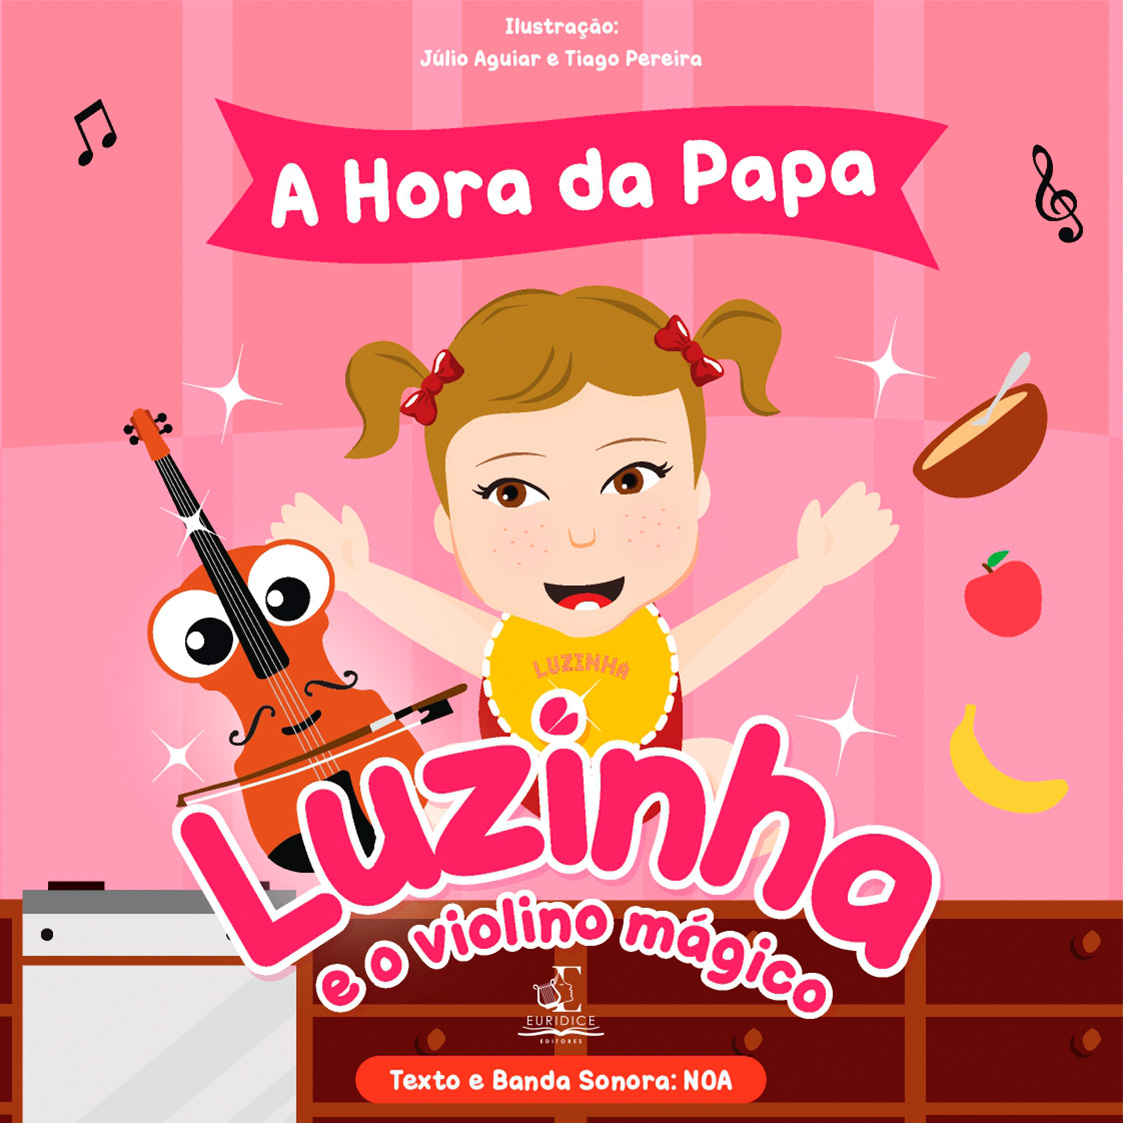 Ilustração:
Júlio Aguiar e Tiago Pereira
A Hora da Papa
LUZINHA
Luzinha
e o violino mágico
E
EURIDICE
EDITORES
Texto e Banda Sonora: NOA